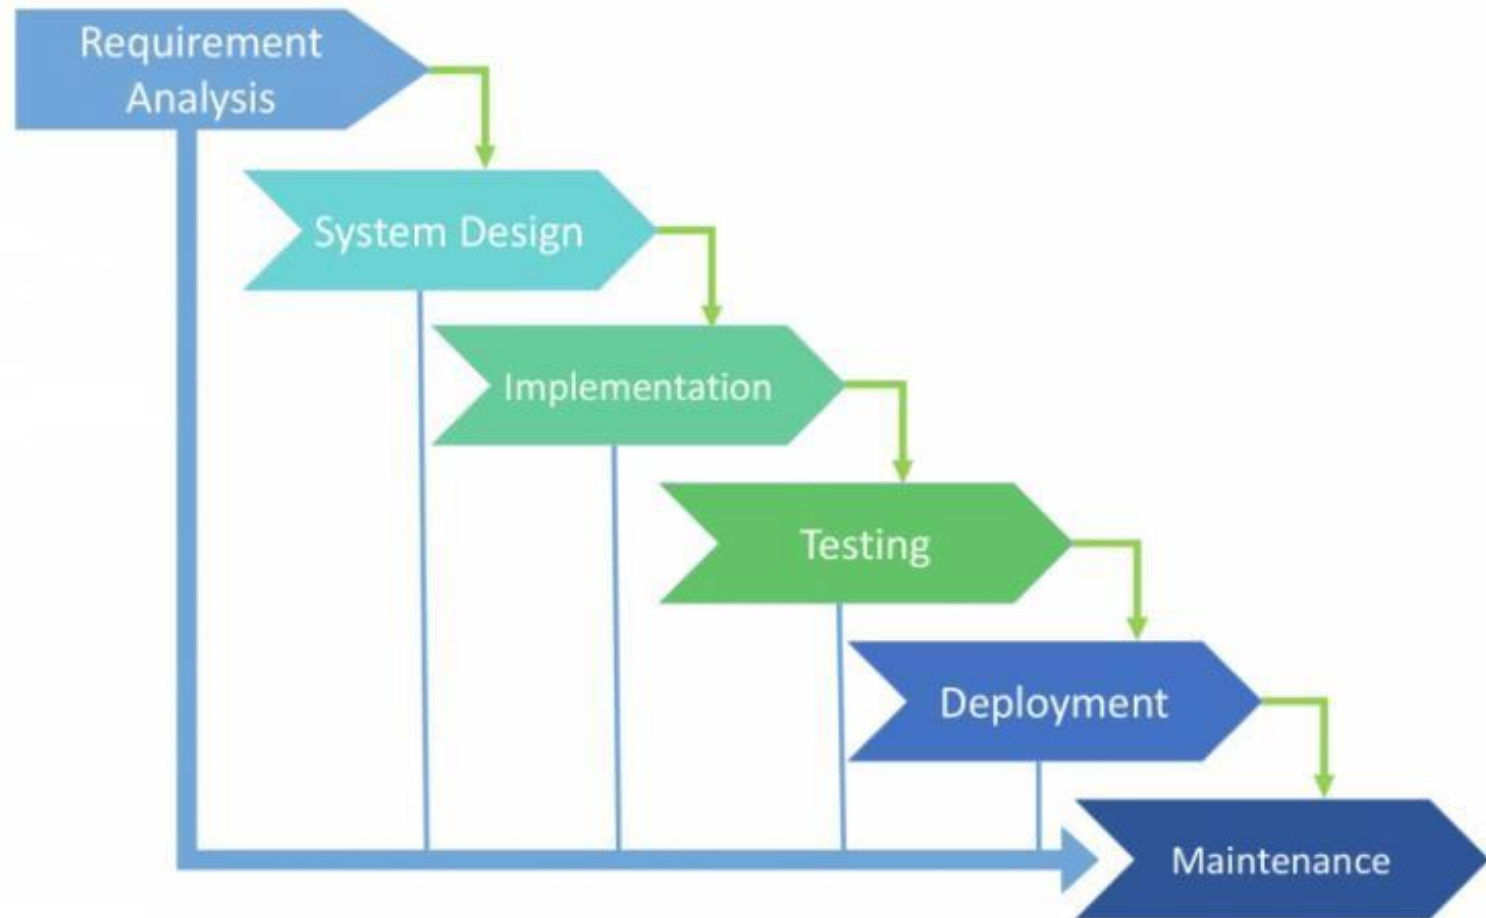 Requirement
Analysis
System Design
Implementation
Testing
Deployment
Maintenance